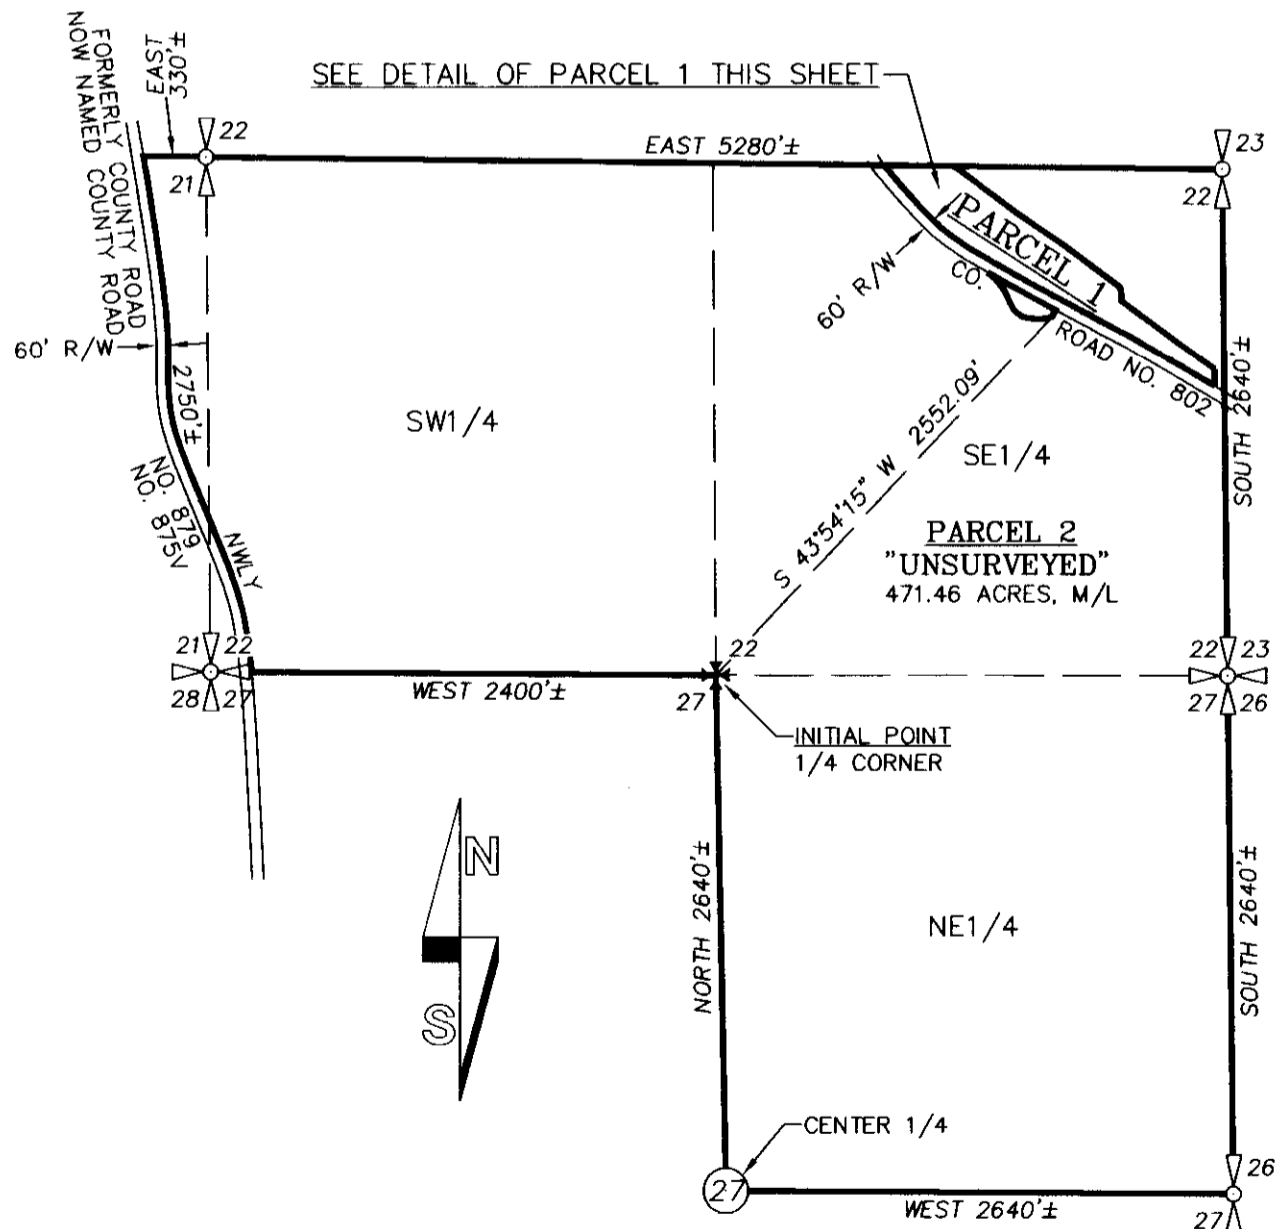 SEE DETAIL OF PARCEL 1 THIS SHEET
EAST
330'±
FORMERLY COUNTY ROAD
NOW NAMED COUNTY ROAD
22
21
EAST 5280'±
23
22
PARCEL 1
60' R/W
CO.
ROAD NO. 802
60' R/W
2750'±
SW1/4
S 43°54'15" W 2552.09'
SE1/4
SOUTH 2640'±
PARCEL 2
"UNSURVEYED"
471.46 ACRES, M/L
NO. 879
NO. 875V
NWLY
21 22
28 27
WEST 2400'±
22
27
22 23
27 26
INITIAL POINT
1/4 CORNER
N
S
NORTH 2640'±
NE1/4
SOUTH 2640'±
CENTER 1/4
27
WEST 2640'±
26
27